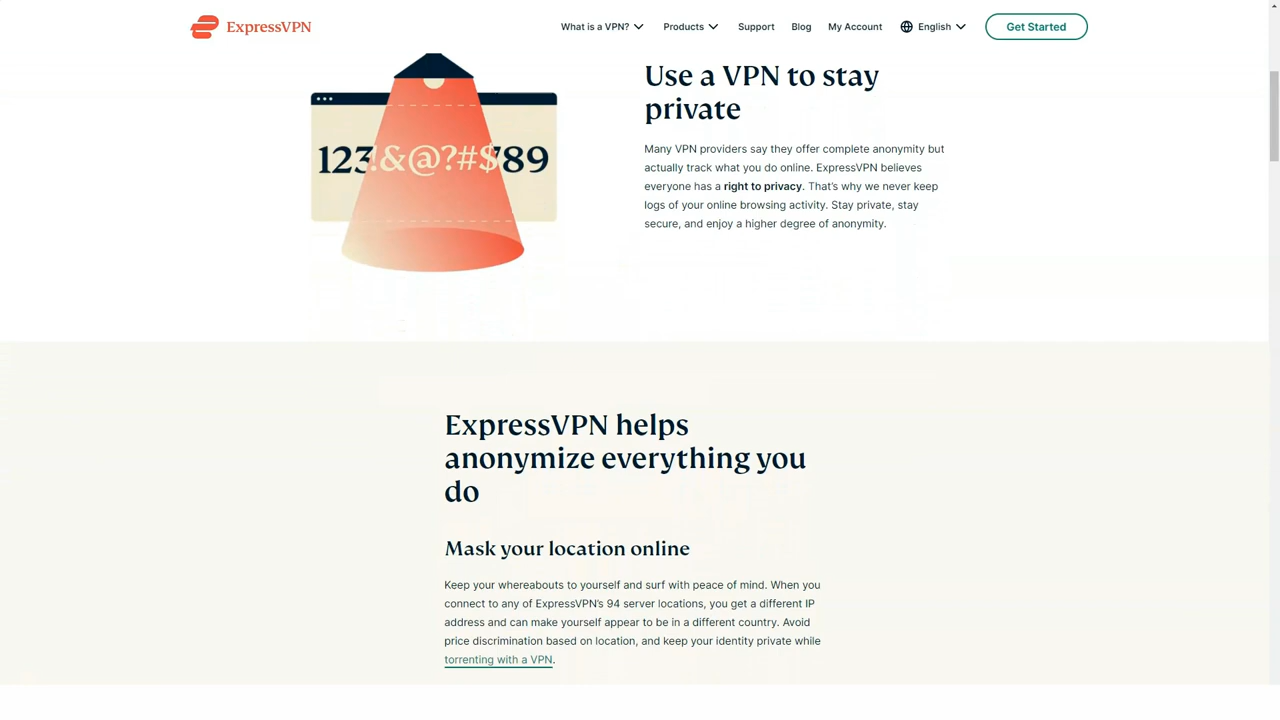 ExpressVPN
What is a VPN? Products Support Blog My Account English Get Started
123!&@?#$789
Use a VPN to stay
private
Many VPN providers say they offer complete anonymity but
actually track what you do online. ExpressVPN believes
everyone has a right to privacy. That’s why we never keep
logs of your online browsing activity. Stay private, stay
secure, and enjoy a higher degree of anonymity.
ExpressVPN helps
anonymize everything you
do
Mask your location online
Keep your whereabouts to yourself and surf with peace of mind. When you
connect to any of ExpressVPN’s 94 server locations, you get a different IP
address and can make yourself appear to be in a different country. Avoid
price discrimination based on location, and keep your identity private while
torrenting with a VPN.